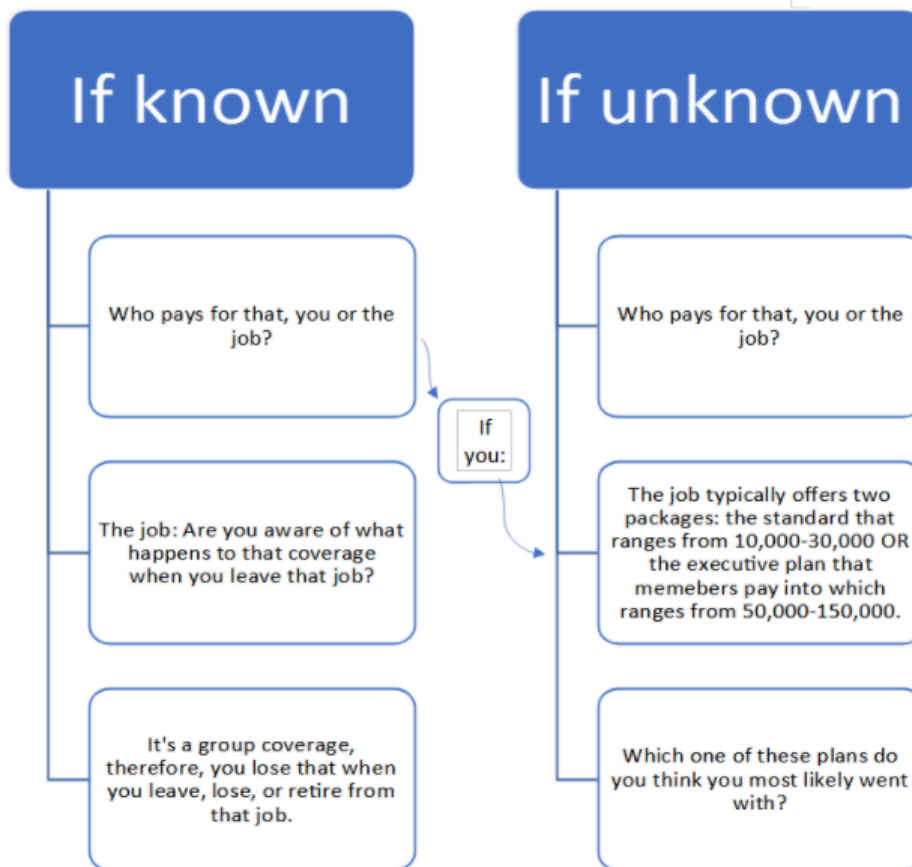 If known
Who pays for that, you or the
job?
If
you:
The job: Are you aware of what
happens to that coverage
when you leave that job?
It's a group coverage,
therefore, you lose that when
you leave, lose, or retire from
that job.
If unknown
Who pays for that, you or the
job?
The job typically offers two
packages: the standard that
ranges from 10,000-30,000 OR
the executive plan that
memebers pay into which
ranges from 50,000-150,000.
Which one of these plans do
you think you most likely went
with?